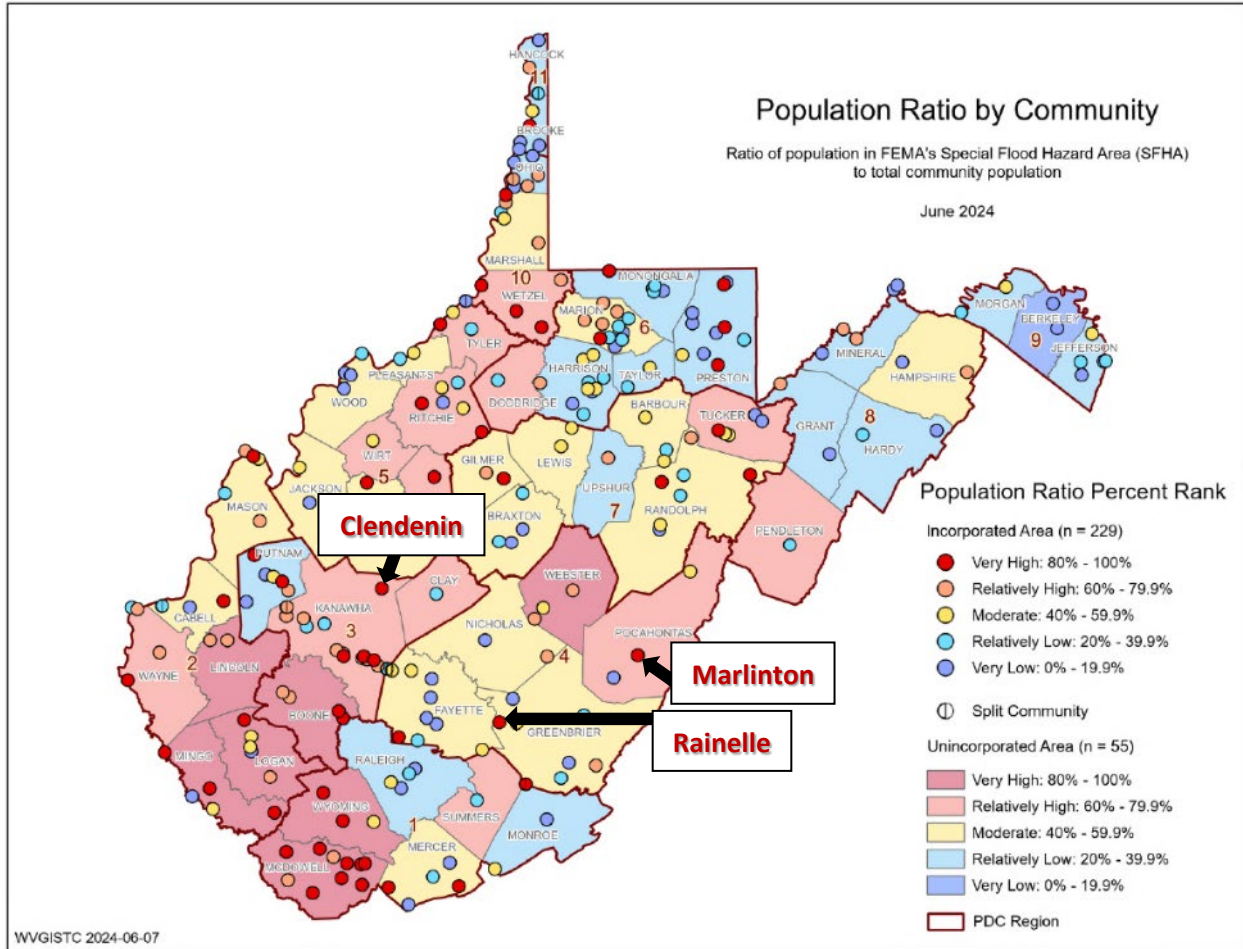 Population Ratio by Community
Ratio of population in FEMA's Special Flood Hazard Area (SFHA)
to total community population
June 2024
HANCOCK
11
BROOKE
OHIO
MARSHALL
10
WETZEL
MONONGALIA
MARION
6
TYLER
PLEASANTS
WOOD
HARRISON
TAYLOR
PRESTON
DODDRIDGE
RITCHIE
BARBOUR
TUCKER
MINERAL
HAMPSHIRE
MORGAN
BERKELEY
9
JEFFERSON
GRANT
8
HARDY
WIRT
5
GILMER
LEWIS
UPSHUR
7
RANDOLPH
PENDLETON
JACKSON
MASON
BRAXTON
Clendenin
PUTNAM
KANAWHA
3
CLAY
WEBSTER
CABELL
NICHOLAS
4
POCAHONTAS
Marlinton
WAYNE
2
LINCOLN
BOONE
FAYETTE
GREENBRIER
Rainelle
MINGO
LOGAN
RALEIGH
WYOMING
SUMMERS
1
MONROE
MCDOWELL
MERCER
Population Ratio Percent Rank
Incorporated Area (n = 229)
Very High: 80% - 100%
Relatively High: 60% - 79.9%
Moderate: 40% - 59.9%
Relatively Low: 20% - 39.9%
Very Low: 0% - 19.9%
Split Community
Unincorporated Area (n = 55)
Very High: 80% - 100%
Relatively High: 60% - 79.9%
Moderate: 40% - 59.9%
Relatively Low: 20% - 39.9%
Very Low: 0% - 19.9%
PDC Region
WVGISTC 2024-06-07